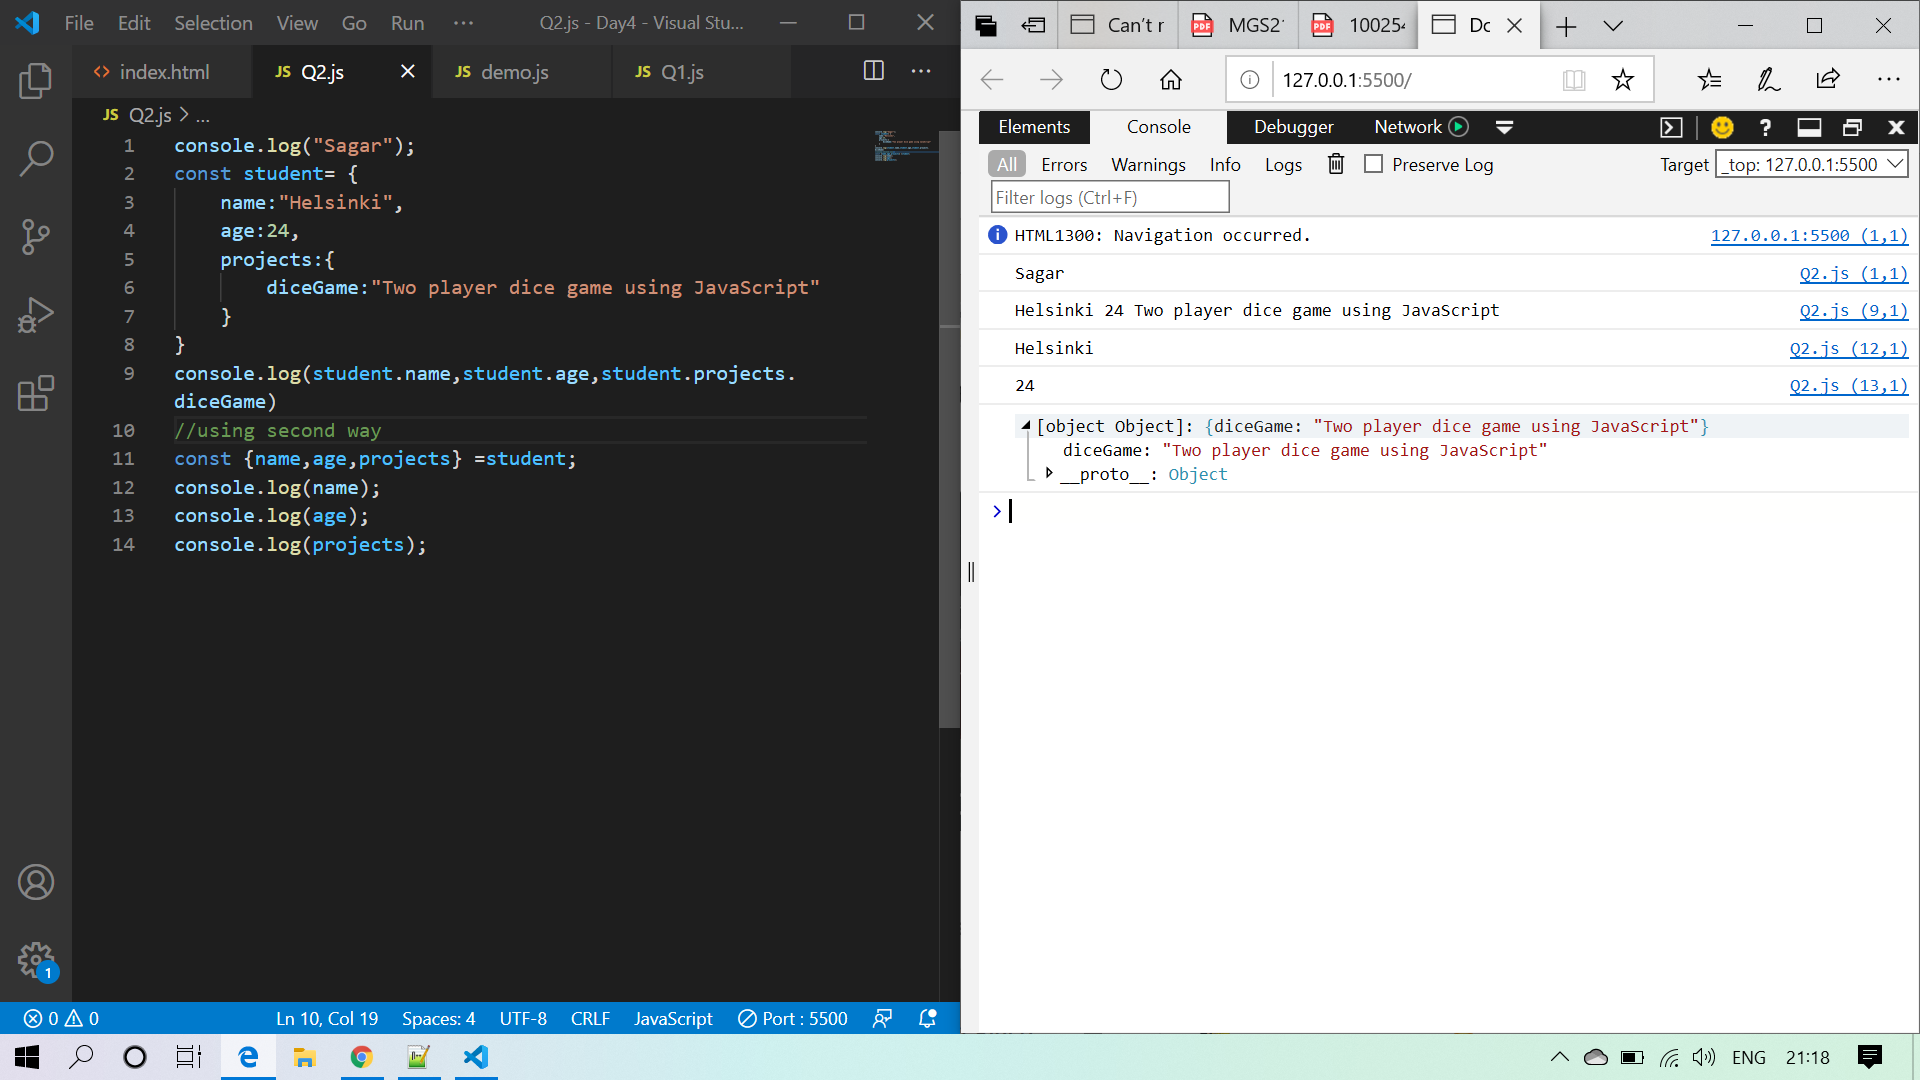 File Edit Selection View Go Run ··· Q2.js - Day4 - Visual Stu...
index.html JS Q2.js JS demo.js JS Q1.js ···
JS Q2.js > ...
1 console.log("Sagar");
2 const student= {
3 name:"Helsinki",
4 age:24,
5 projects:{
6 diceGame:"Two player dice game using JavaScript"
7 }
8 }
9 console.log(student.name,student.age,student.projects.
diceGame)
10 //using second way
11 const {name,age,projects} =student;
12 console.log(name);
13 console.log(age);
14 console.log(projects);
1
0 0 Ln 10, Col 19 Spaces: 4 UTF-8 CRLF JavaScript Port : 5500
Can't r PDF MGS2 PDF 10025 Dc
127.0.0.1:5500/
Elements Console Debugger Network ?
All Errors Warnings Info Logs Preserve Log Target _top: 127.0.0.1:5500
Filter logs (Ctrl+F)
HTML1300: Navigation occurred. 127.0.0.1:5500 (1,1)
Sagar Q2.js (1,1)
Helsinki 24 Two player dice game using JavaScript Q2.js (9,1)
Helsinki Q2.js (12,1)
24 Q2.js (13,1)
[object Object]: {diceGame: "Two player dice game using JavaScript"}
diceGame: "Two player dice game using JavaScript"
__proto__: Object
>
ENG 21:18